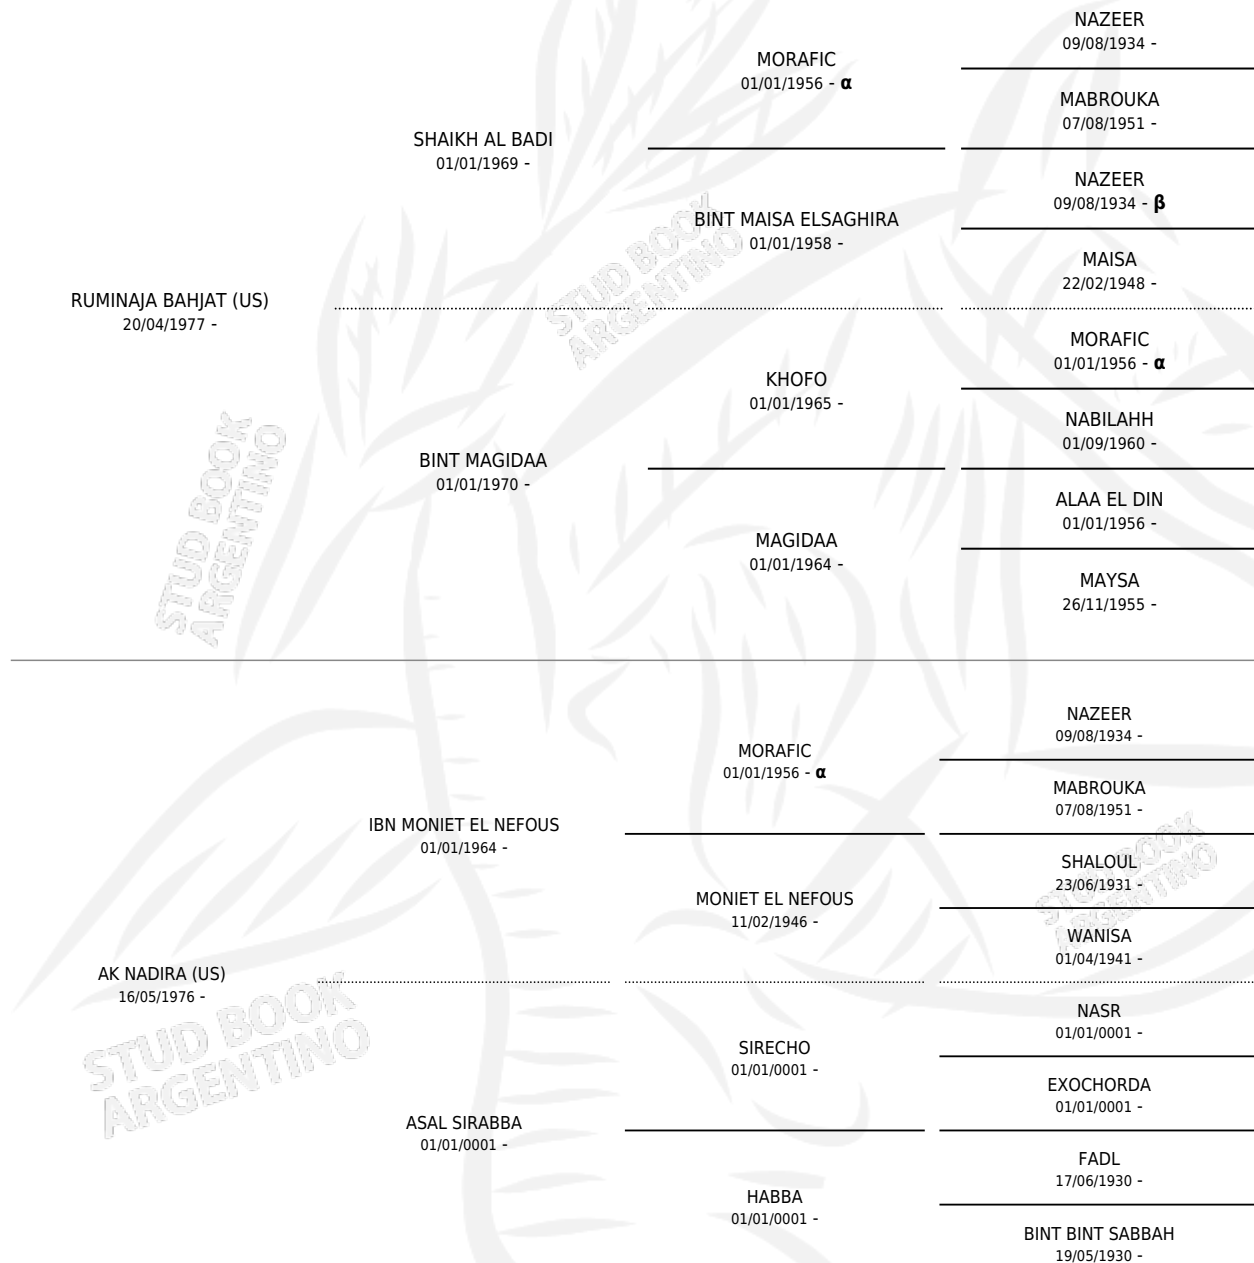 NAZEER
09/08/1934 -
MORAFIC
01/01/1956 - α
MABROUKA
07/08/1951 -
SHAIKH AL BADI
01/01/1969 -
NAZEER
09/08/1934 - β
BINT MAISA ELSAGHIRA
01/01/1958 -
MAISA
22/02/1948 -
RUMINAJA BAHJAT (US)
20/04/1977 -
STUD BOOK
ARGENTINO
MORAFIC
01/01/1956 - α
KHOFO
01/01/1965 -
NABILAHH
01/09/1960 -
BINT MAGIDAA
01/01/1970 -
STUD BOOK
ARGENTINO
ALAA EL DIN
01/01/1956 -
MAGIDAA
01/01/1964 -
MAYSA
26/11/1955 -
NAZEER
09/08/1934 -
MORAFIC
01/01/1956 - α
MABROUKA
07/08/1951 -
IBN MONIET EL NEFOUS
01/01/1964 -
SHALOUL
23/06/1931 -
STUD BOOK
ARGENTINO
MONIET EL NEFOUS
11/02/1946 -
WANISA
01/04/1941 -
AK NADIRA (US)
16/05/1976 -
STUD BOOK
ARGENTINO
NASR
01/01/0001 -
SIRECHO
01/01/0001 -
EXOCHORDA
01/01/0001 -
ASAL SIRABBA
01/01/0001 -
FADL
17/06/1930 -
HABBA
01/01/0001 -
BINT BINT SABBAH
19/05/1930 -